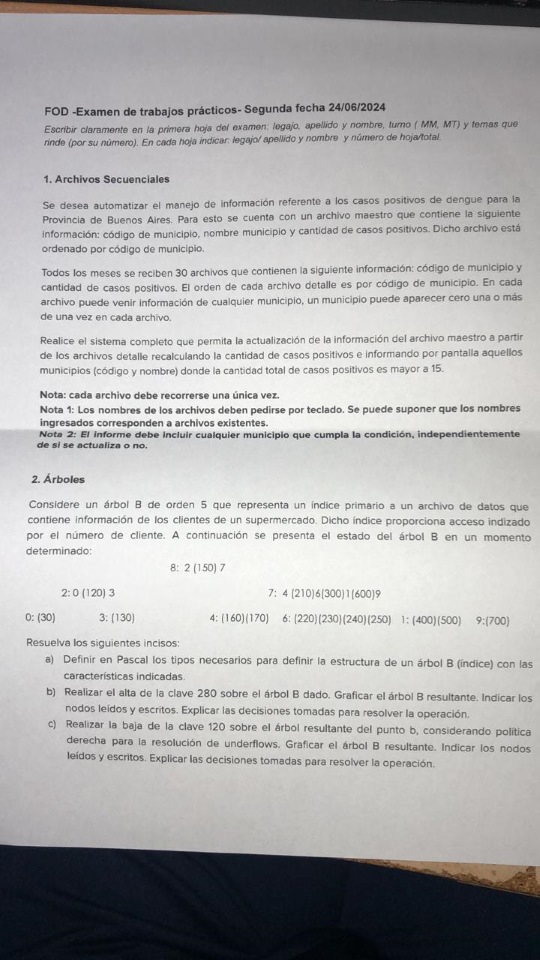 FOD -Examen de trabajos prácticos- Segunda fecha 24/06/2024
Escribir claramente en la primera hoja del examen: legajo, apellido y nombre, turno ( MM, MT) y temas que
rinde (por su número). En cada hoja indicar: legajo/ apellido y nombre y número de hoja/total.
1. Archivos Secuenciales
Se desea automatizar el manejo de información referente a los casos positivos de dengue para la
Provincia de Buenos Aires. Para esto se cuenta con un archivo maestro que contiene la siguiente
información: código de municipio, nombre municipio y cantidad de casos positivos. Dicho archivo está
ordenado por código de municipio.
Todos los meses se reciben 30 archivos que contienen la siguiente información: código de municipio y
cantidad de casos positivos. El orden de cada archivo detalle es por código de municipio. En cada
archivo puede venir información de cualquier municipio, un municipio puede aparecer cero una o más
de una vez en cada archivo.
Realice el sistema completo que permita la actualización de la información del archivo maestro a partir
de los archivos detalle recalculando la cantidad de casos positivos e informando por pantalla aquellos
municipios (código y nombre) donde la cantidad total de casos positivos es mayor a 15.
Nota: cada archivo debe recorrerse una única vez.
Nota 1: Los nombres de los archivos deben pedirse por teclado. Se puede suponer que los nombres
ingresados corresponden a archivos existentes.
Nota 2: El informe debe incluir cualquier municipio que cumpla la condición, independientemente
de si se actualiza o no.
2. Árboles
Considere un árbol B de orden 5 que representa un índice primario a un archivo de datos que
contiene información de los clientes de un supermercado. Dicho índice proporciona acceso indizado
por el número de cliente. A continuación se presenta el estado del árbol B en un momento
determinado:
8: 2 (150) 7
2: 0 (120) 3 7: 4 (210)6(300)1(600)9
0: (30) 3: (130) 4: (160)(170) 6: (220)(230)(240)(250) 1: (400)(500) 9:(700)
Resuelva los siguientes incisos:
a) Definir en Pascal los tipos necesarios para definir la estructura de un árbol B (índice) con las
características indicadas.
b) Realizar el alta de la clave 280 sobre el árbol B dado. Graficar el árbol B resultante. Indicar los
nodos leídos y escritos. Explicar las decisiones tomadas para resolver la operación.
c) Realizar la baja de la clave 120 sobre el árbol resultante del punto b, considerando política
derecha para la resolución de underflows. Graficar el árbol B resultante. Indicar los nodos
leídos y escritos. Explicar las decisiones tomadas para resolver la operación.